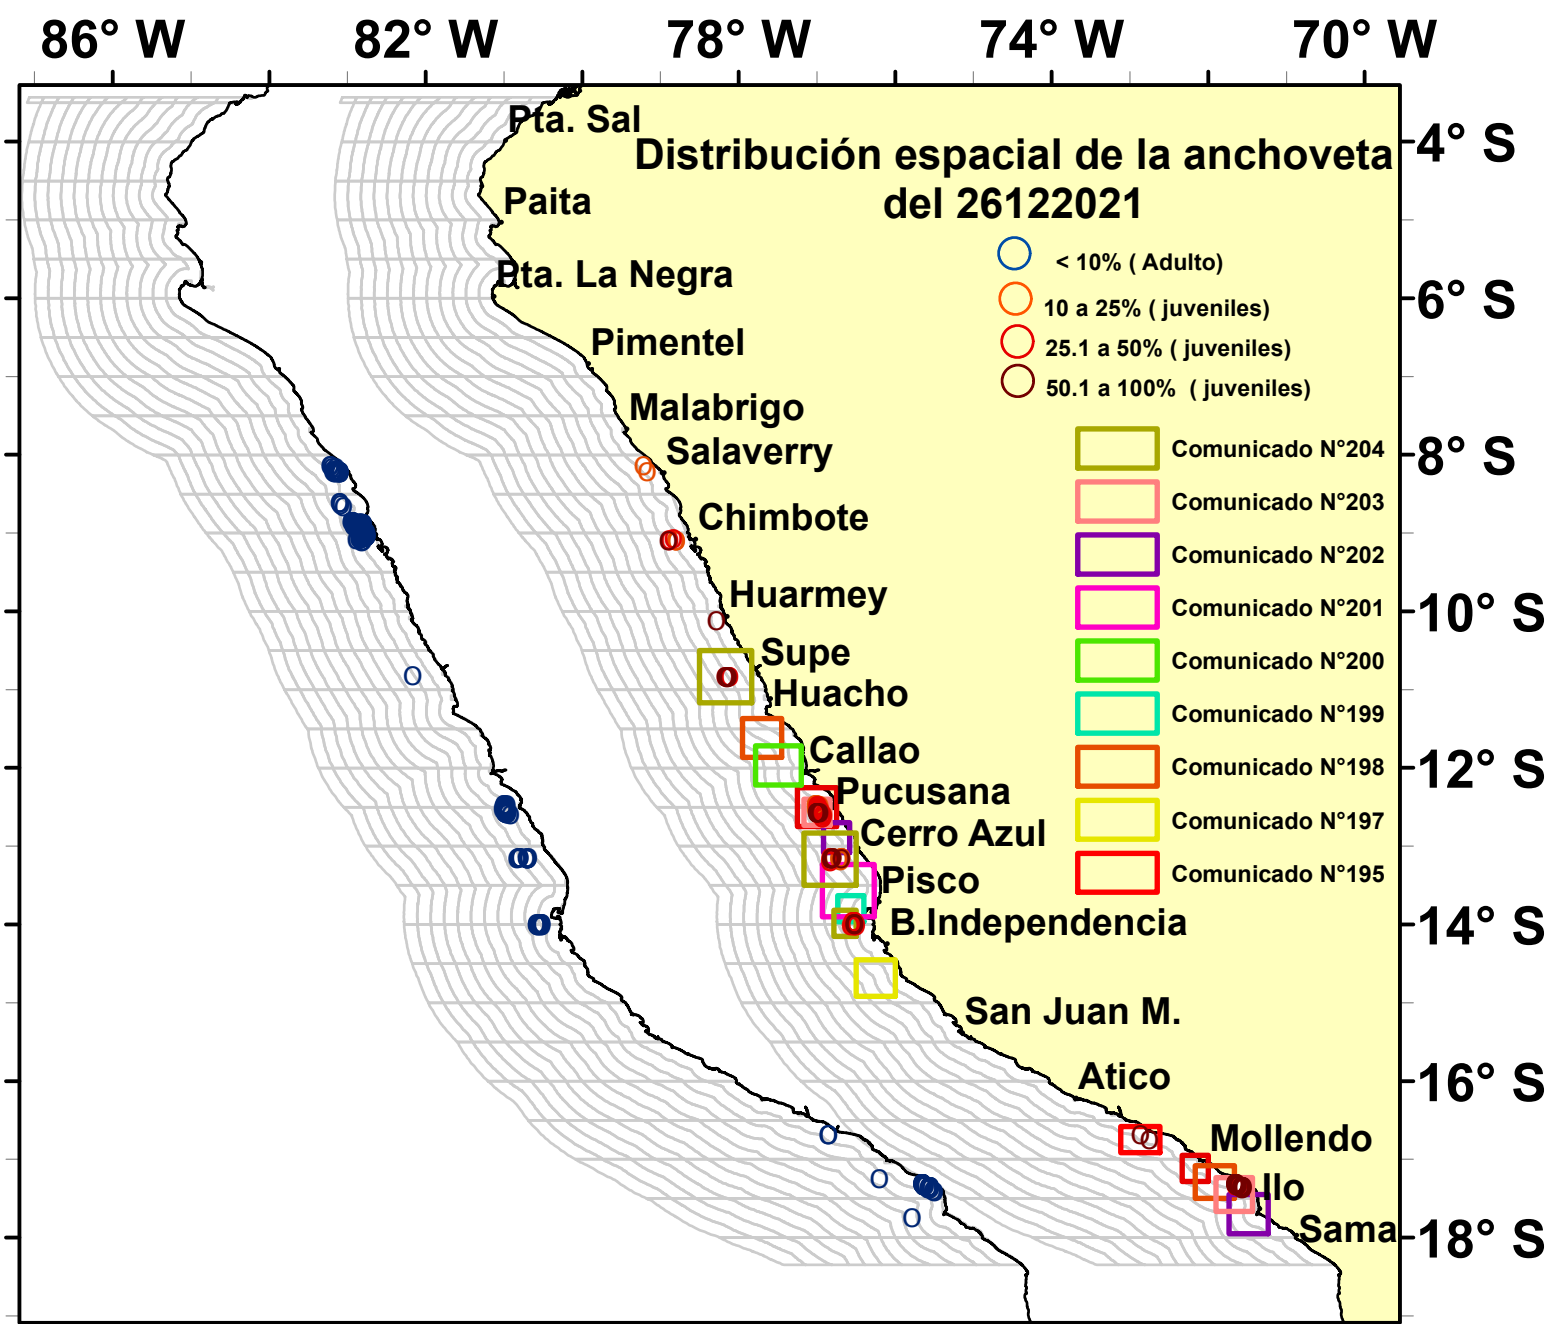 86° W 82° W 78° W 74° W 70° W
Pta. Sal
4° S
Distribución espacial de la anchoveta
del 26122021
Paita
< 10% ( Adulto)
Pta. La Negra
6° S
10 a 25% ( juveniles)
Pimentel
25.1 a 50% ( juveniles)
50.1 a 100% ( juveniles)
Malabrigo
Salaverry
Comunicado N°204
8° S
Comunicado N°203
Chimbote
Comunicado N°202
Huarmey
Comunicado N°201
10° S
Supe
Comunicado N°200
Huacho
Comunicado N°199
Callao
Comunicado N°198
12° S
Pucusana
Comunicado N°197
Cerro Azul
Comunicado N°195
Pisco
B.Independencia
14° S
San Juan M.
Atico
16° S
Mollendo
Ilo
Sama
18° S